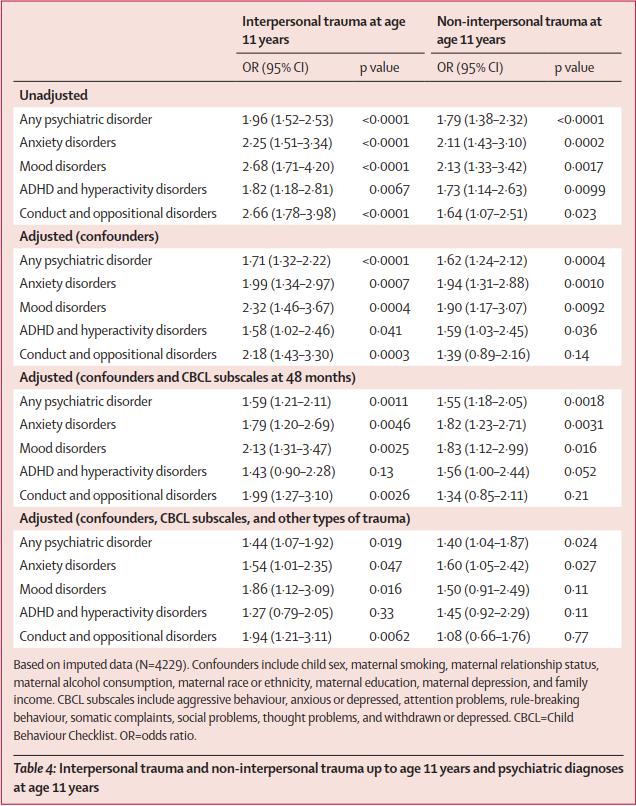 Interpersonal trauma at age 11 years Non-interpersonal trauma at age 11 years
OR (95% CI) p value OR (95% CI) p value
Unadjusted
Any psychiatric disorder 1·96 (1·52–2·53) <0·0001 1·79 (1·38–2·32) <0·0001
Anxiety disorders 2·25 (1·51–3·34) <0·0001 2·11 (1·43–3·10) 0·0002
Mood disorders 2·68 (1·71–4·20) <0·0001 2·13 (1·33–3·42) 0·0017
ADHD and hyperactivity disorders 1·82 (1·18–2·81) 0·0067 1·73 (1·14–2·63) 0·0099
Conduct and oppositional disorders 2·66 (1·78–3·98) <0·0001 1·64 (1·07–2·51) 0·023
Adjusted (confounders)
Any psychiatric disorder 1·71 (1·32–2·22) <0·0001 1·62 (1·24–2·12) 0·0004
Anxiety disorders 1·99 (1·34–2·97) 0·0007 1·94 (1·31–2·88) 0·0010
Mood disorders 2·32 (1·46–3·67) 0·0004 1·90 (1·17–3·07) 0·0092
ADHD and hyperactivity disorders 1·58 (1·02–2·46) 0·041 1·59 (1·03–2·45) 0·036
Conduct and oppositional disorders 2·18 (1·43–3·30) 0·0003 1·39 (0·89–2·16) 0·14
Adjusted (confounders and CBCL subscales at 48 months)
Any psychiatric disorder 1·59 (1·21–2·11) 0·0011 1·55 (1·18–2·05) 0·0018
Anxiety disorders 1·79 (1·20–2·69) 0·0046 1·82 (1·23–2·71) 0·0031
Mood disorders 2·13 (1·31–3·47) 0·0025 1·83 (1·12–2·99) 0·016
ADHD and hyperactivity disorders 1·43 (0·90–2·28) 0·13 1·56 (1·00–2·44) 0·052
Conduct and oppositional disorders 1·99 (1·27–3·10) 0·0026 1·34 (0·85–2·11) 0·21
Adjusted (confounders, CBCL subscales, and other types of trauma)
Any psychiatric disorder 1·44 (1·07–1·92) 0·019 1·40 (1·04–1·87) 0·024
Anxiety disorders 1·54 (1·01–2·35) 0·047 1·60 (1·05–2·42) 0·027
Mood disorders 1·86 (1·12–3·09) 0·016 1·50 (0·91–2·49) 0·11
ADHD and hyperactivity disorders 1·27 (0·79–2·05) 0·33 1·45 (0·92–2·29) 0·11
Conduct and oppositional disorders 1·94 (1·21–3·11) 0·0062 1·08 (0·66–1·76) 0·77
Based on imputed data (N=4229). Confounders include child sex, maternal smoking, maternal relationship status,
maternal alcohol consumption, maternal race or ethnicity, maternal education, maternal depression, and family
income. CBCL subscales include aggressive behaviour, anxious or depressed, attention problems, rule-breaking
behaviour, somatic complaints, social problems, thought problems, and withdrawn or depressed. CBCL=Child
Behaviour Checklist. OR=odds ratio.
Table 4: Interpersonal trauma and non-interpersonal trauma up to age 11 years and psychiatric diagnoses
at age 11 years